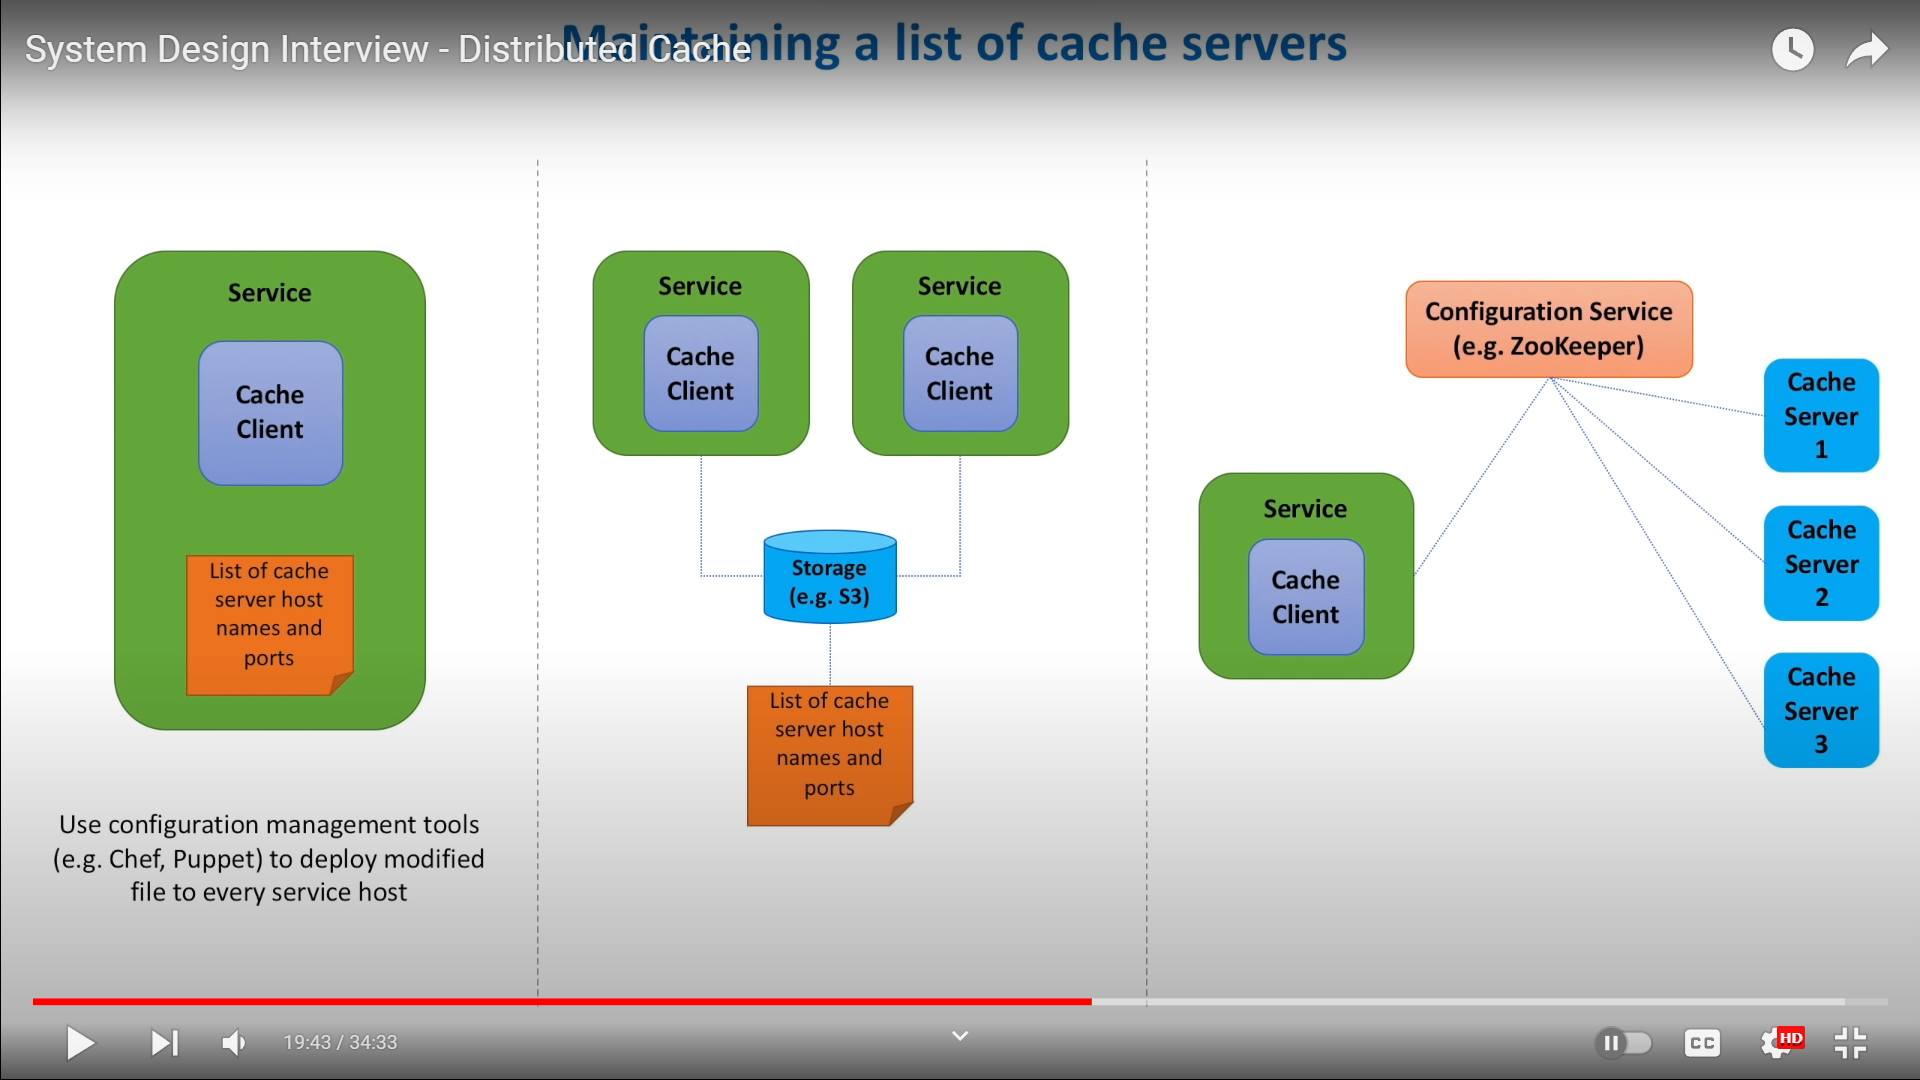 System Design Interview - Distributed Cache
Maintaining a list of cache servers
Service
Cache
Client
List of cache
server host
names and
ports
Use configuration management tools
(e.g. Chef, Puppet) to deploy modified
file to every service host
Service
Cache
Client
Service
Cache
Client
Storage
(e.g. S3)
List of cache
server host
names and
ports
Configuration Service
(e.g. ZooKeeper)
Service
Cache
Client
Cache
Server
1
Cache
Server
2
Cache
Server
3
19:43 / 34:33
CC
HD